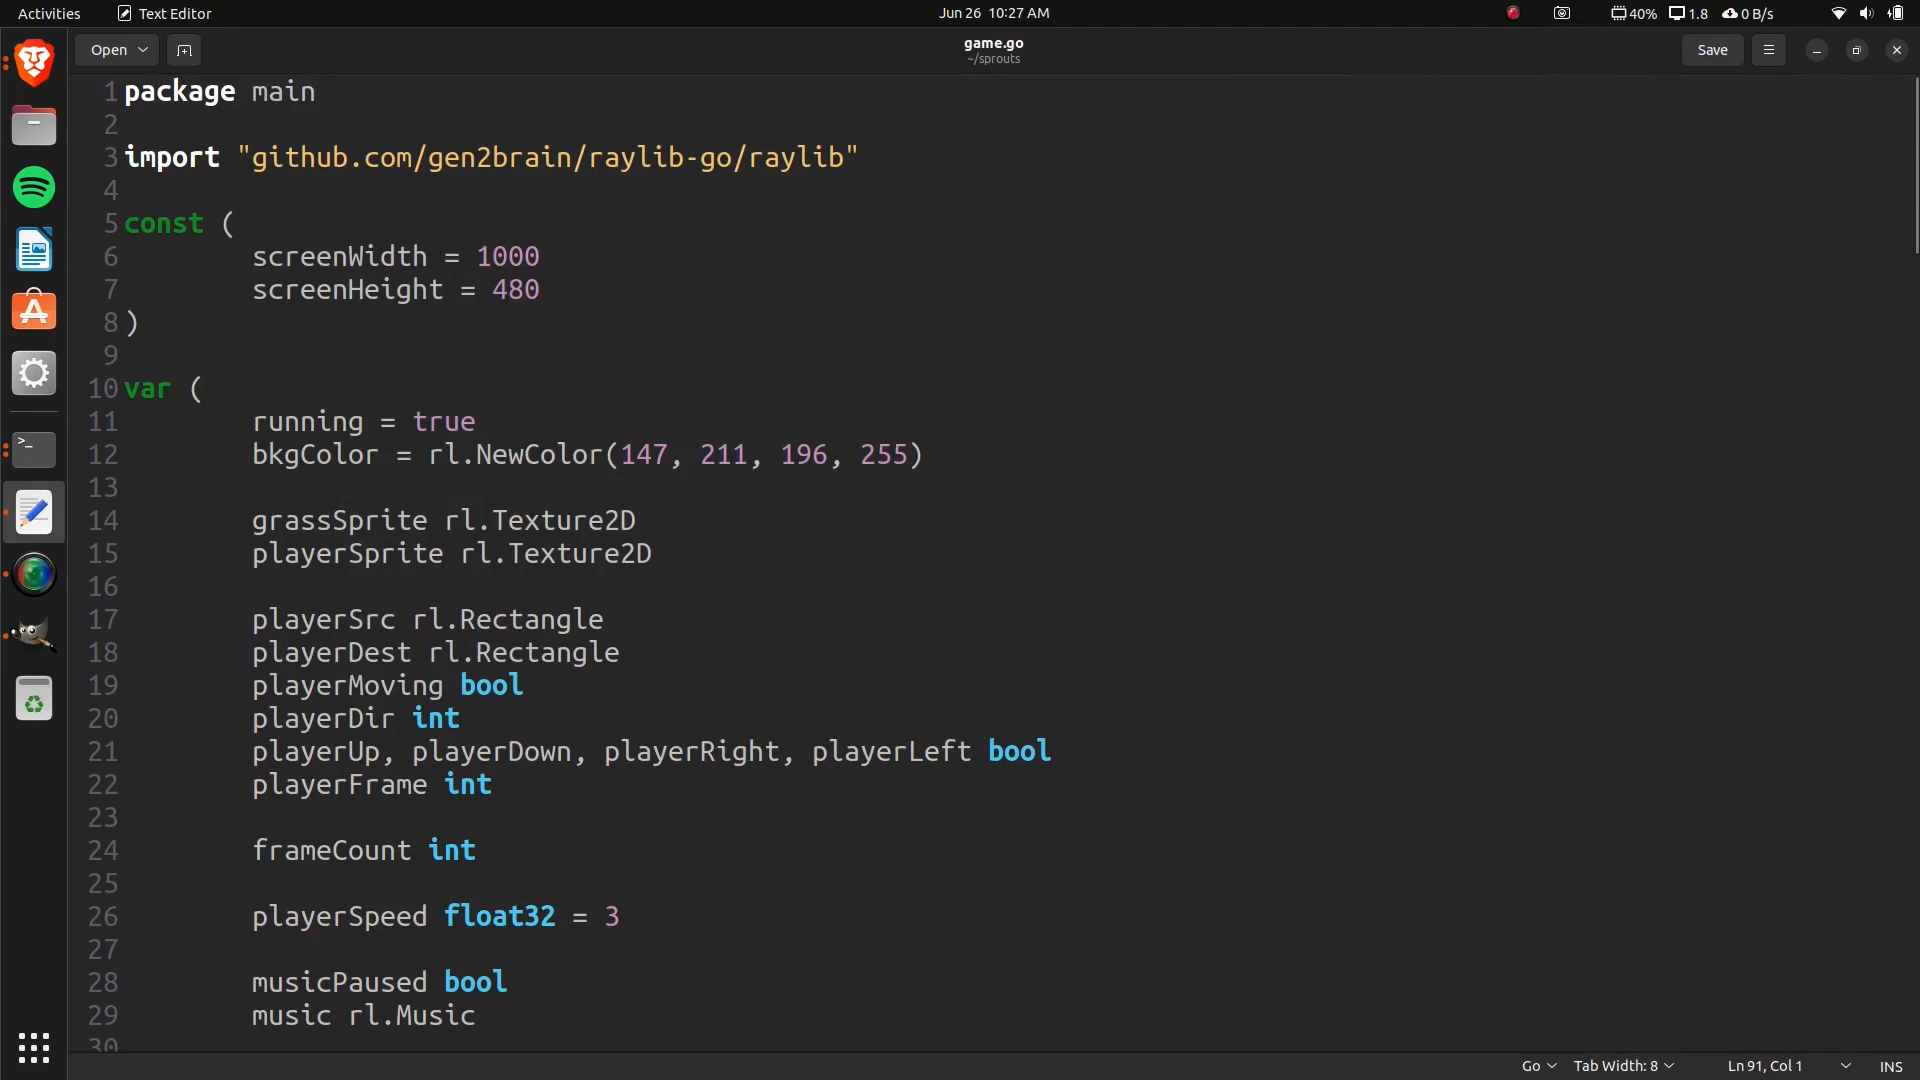 Activities Text Editor Jun 26 10:27 AM 40% 1.8 0 B/s
Open game.go Save
~/sprouts
1 package main
2
3 import "github.com/gen2brain/raylib-go/raylib"
4
5 const (
6 screenWidth = 1000
7 screenHeight = 480
8 )
9
10 var (
11 running = true
12 bkgColor = rl.NewColor(147, 211, 196, 255)
13
14 grassSprite rl.Texture2D
15 playerSprite rl.Texture2D
16
17 playerSrc rl.Rectangle
18 playerDest rl.Rectangle
19 playerMoving bool
20 playerDir int
21 playerUp, playerDown, playerRight, playerLeft bool
22 playerFrame int
23
24 frameCount int
25
26 playerSpeed float32 = 3
27
28 musicPaused bool
29 music rl.Music
30
Go Tab Width: 8 Ln 91, Col 1 INS